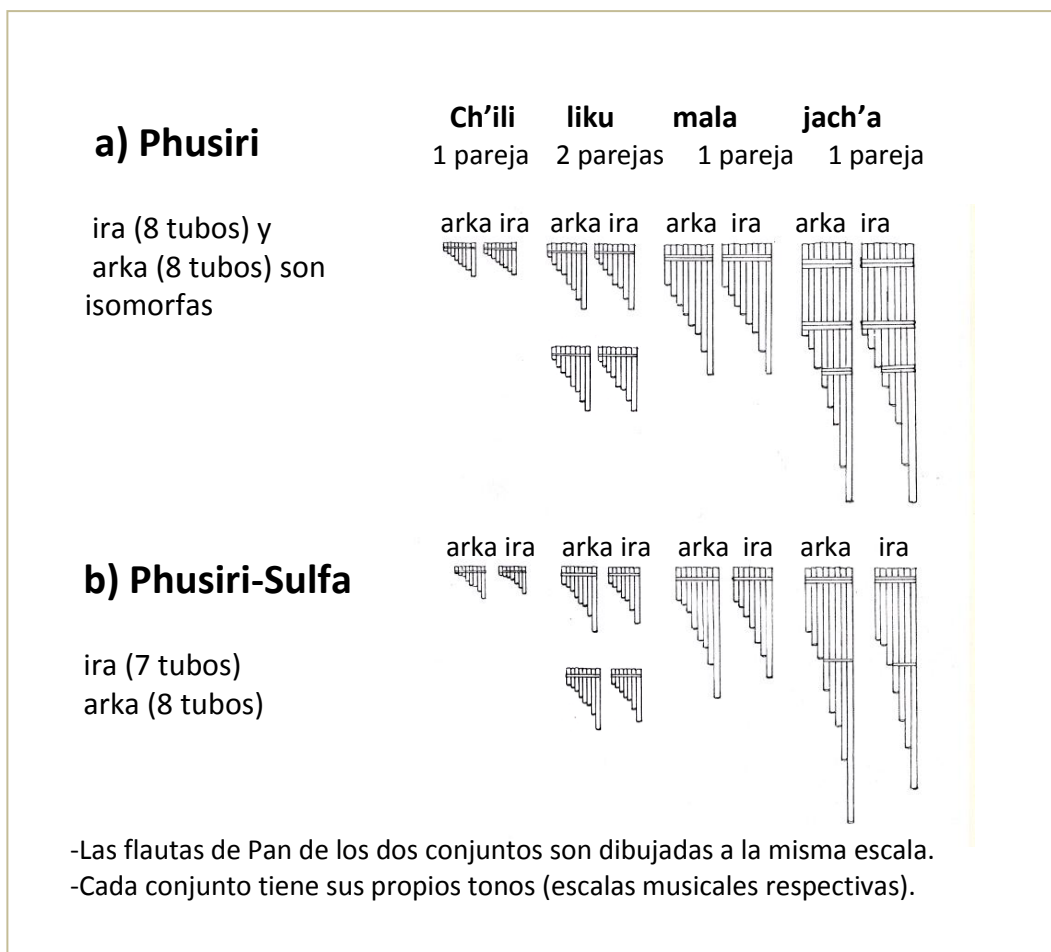 Ch'ili liku mala jach'a
a) Phusiri
1 pareja 2 parejas 1 pareja 1 pareja
ira (8 tubos) y
arka (8 tubos) son
isomorfas
arka ira arka ira arka ira arka ira
b) Phusiri-Sulfa
arka ira arka ira arka ira arka ira
ira (7 tubos)
arka (8 tubos)
-Las flautas de Pan de los dos conjuntos son dibujadas a la misma escala.
-Cada conjunto tiene sus propios tonos (escalas musicales respectivas).